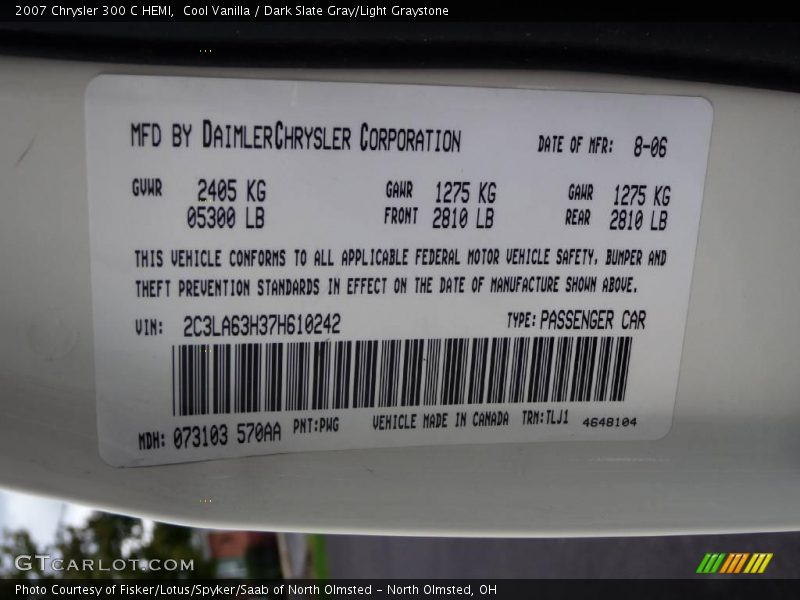 2007 Chrysler 300 C HEMI,  Cool Vanilla / Dark Slate Gray/Light Graystone
MFD BY DAIMLERCHRYSLER CORPORATION DATE OF MFR: 8-06
GVWR 2405 KG GAWR 1275 KG GAWR 1275 KG
05300 LB FRONT 2810 LB REAR 2810 LB
THIS VEHICLE CONFORMS TO ALL APPLICABLE FEDERAL MOTOR VEHICLE SAFETY, BUMPER AND
THEFT PREVENTION STANDARDS IN EFFECT ON THE DATE OF MANUFACTURE SHOWN ABOVE.
VIN: 2C3LA63H37H610242 TYPE: PASSENGER CAR
MDH: 073103 570AA PNT:PWG VEHICLE MADE IN CANADA TRM:TLJ1 4648104
GTCARLOT.COM
Photo Courtesy of Fisker/Lotus/Spyker/Saab of North Olmsted - North Olmsted, OH